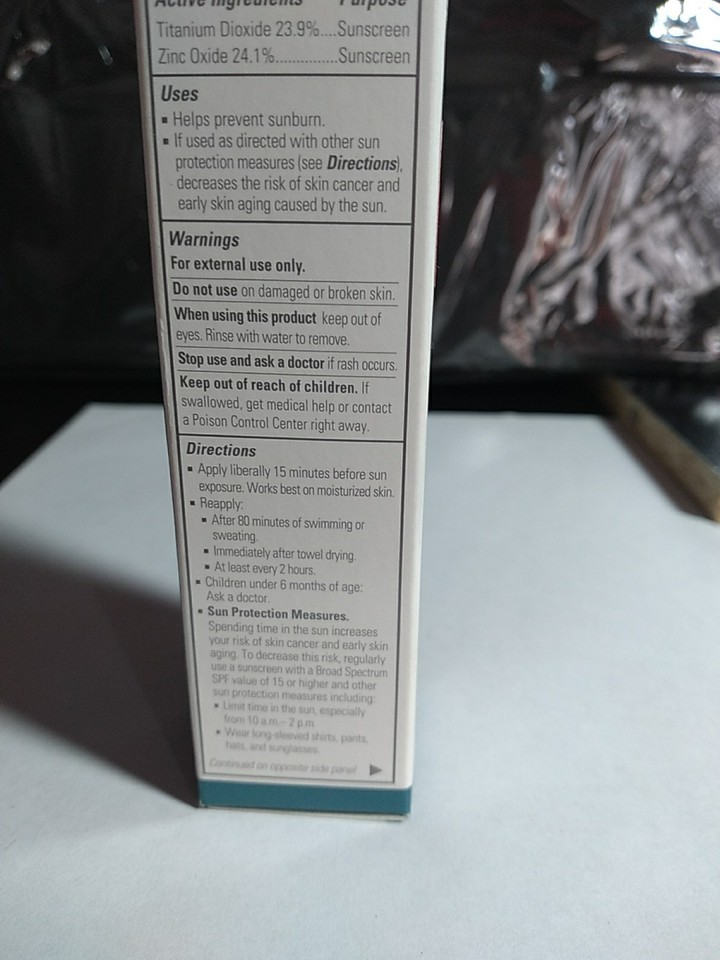 Active Ingredients Purpose
Titanium Dioxide 23.9%....Sunscreen
Zinc Oxide 24.1%...............Sunscreen
Uses
▪ Helps prevent sunburn.
▪ If used as directed with other sun
protection measures (see Directions),
decreases the risk of skin cancer and
early skin aging caused by the sun.
Warnings
For external use only.
Do not use on damaged or broken skin.
When using this product keep out of
eyes. Rinse with water to remove.
Stop use and ask a doctor if rash occurs.
Keep out of reach of children. If
swallowed, get medical help or contact
a Poison Control Center right away.
Directions
▪ Apply liberally 15 minutes before sun
exposure. Works best on moisturized skin.
▪ Reapply:
▪ After 80 minutes of swimming or
sweating.
▪ Immediately after towel drying.
▪ At least every 2 hours.
▪ Children under 6 months of age:
Ask a doctor.
▪ Sun Protection Measures.
Spending time in the sun increases
your risk of skin cancer and early skin
aging. To decrease this risk, regularly
use a sunscreen with a Broad Spectrum
SPF value of 15 or higher and other
sun protection measures including:
▪ Limit time in the sun, especially
from 10 a.m.– 2 p.m.
▪ Wear long-sleeved shirts, pants,
hats, and sunglasses.
Continued on opposite side panel ▶